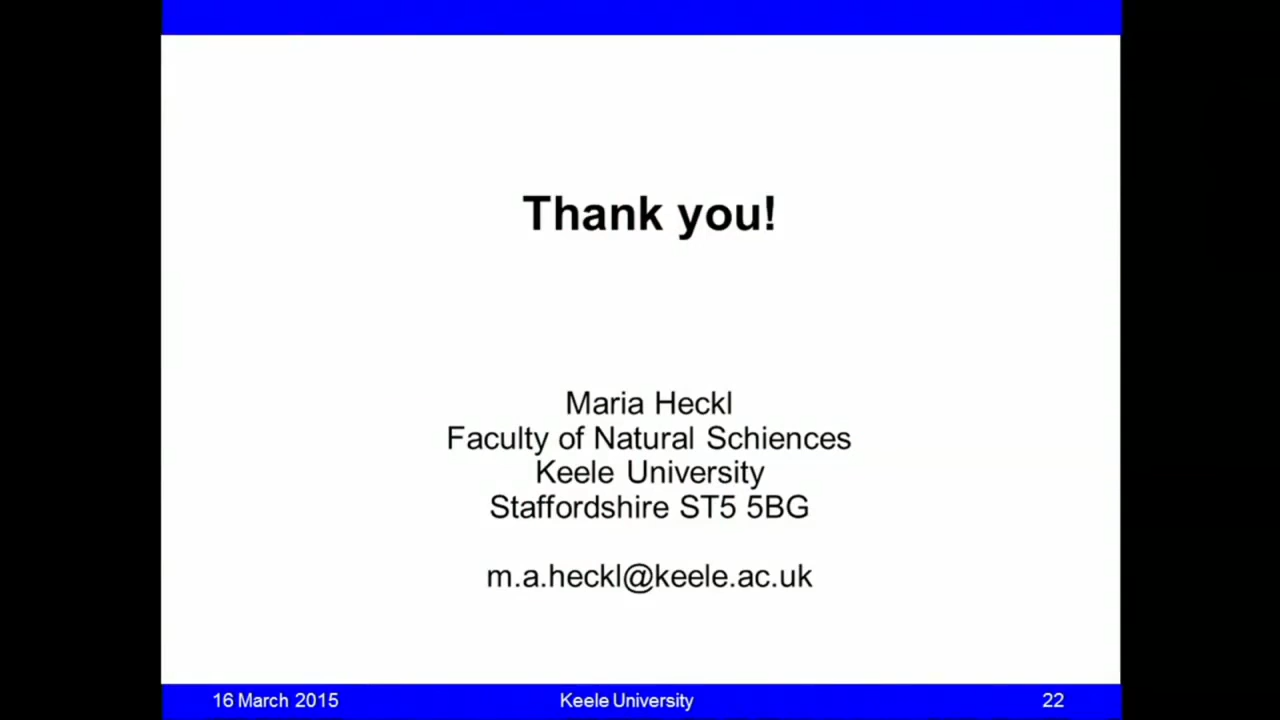 Thank you!
Maria Heckl
Faculty of Natural Schiences
Keele University
Staffordshire ST5 5BG
m.a.heckl@keele.ac.uk
16 March 2015 Keele University 22